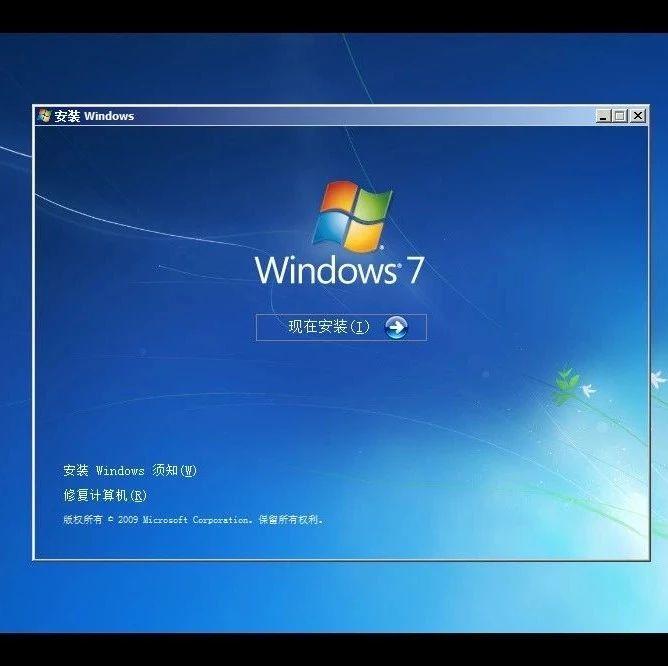 安装 Windows
Windows® 7
现在安装(I)
安装 Windows 须知(W)
修复计算机(R)
版权所有 © 2009 Microsoft Corporation。保留所有权利。